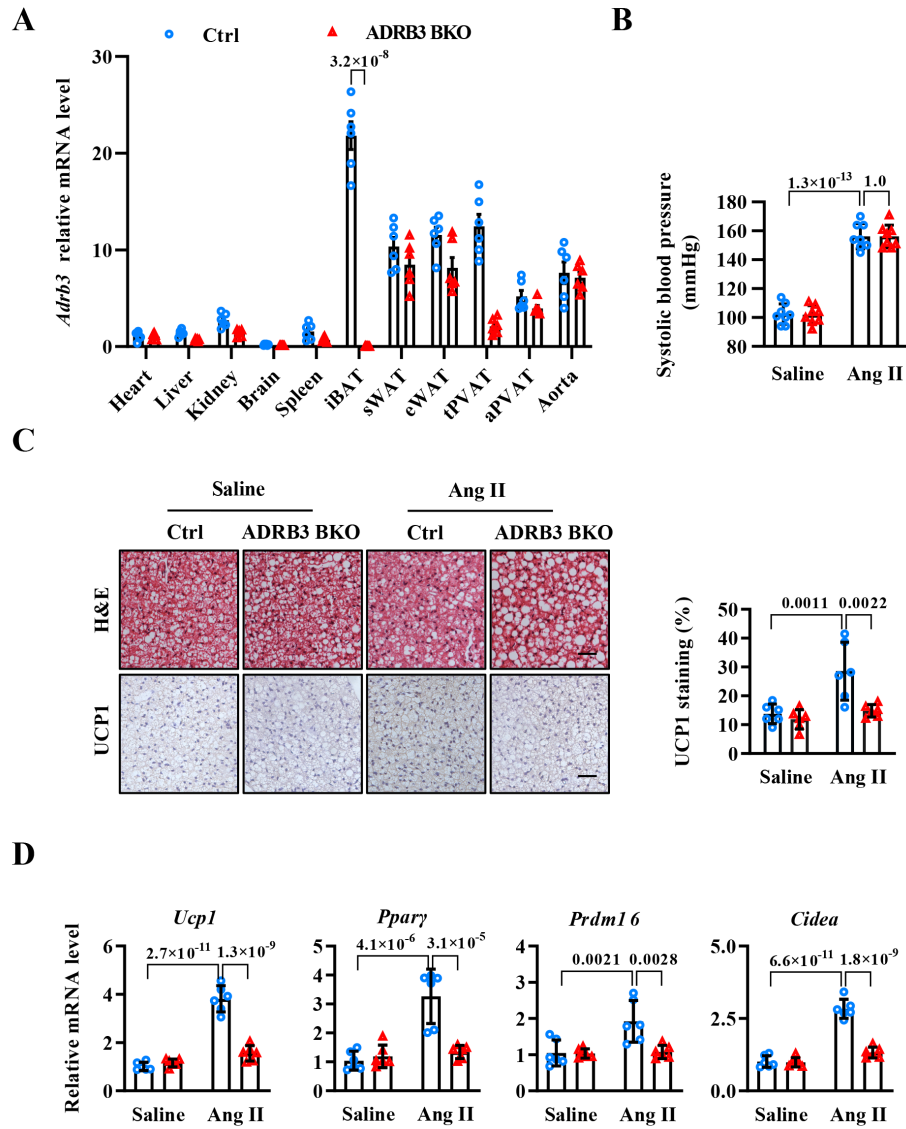 A
Ctrl
ADRB3 BKO
Adrb3 relative mRNA level
30
20
10
0
3.2×10⁻⁸
Heart
Liver
Kidney
Brain
Spleen
iBAT
sWAT
eWAT
tPVAT
aPVAT
Aorta
B
Systolic blood pressure
(mmHg)
180
160
140
120
100
80
1.3×10⁻¹³
1.0
Saline
Ang II
C
Saline
Ang II
Ctrl
ADRB3 BKO
Ctrl
ADRB3 BKO
H&E
UCP1
UCP1 staining (%)
50
40
30
20
10
0
0.0011
0.0022
Saline
Ang II
D
Relative mRNA level
Ucp1
6
4
2
0
2.7×10⁻¹¹
1.3×10⁻⁹
Saline
Ang II
Pparγ
5
4
3
2
1
0
4.1×10⁻⁶
3.1×10⁻⁵
Saline
Ang II
Prdm16
4
3
2
1
0
0.0021
0.0028
Saline
Ang II
Cidea
5.0
2.5
0.0
6.6×10⁻¹¹
1.8×10⁻⁹
Saline
Ang II